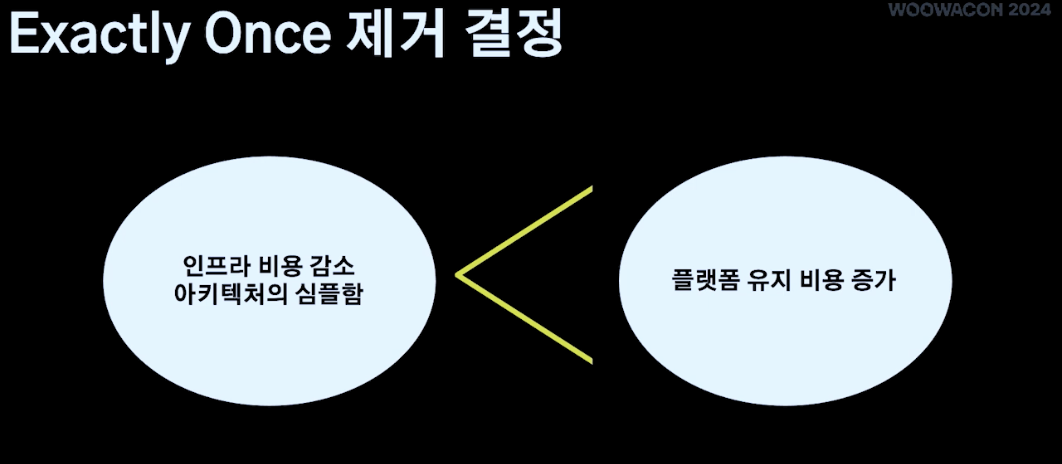 Exactly Once 제거 결정
WOOWACON 2024
인프라 비용 감소
아키텍처의 심플함
플랫폼 유지 비용 증가